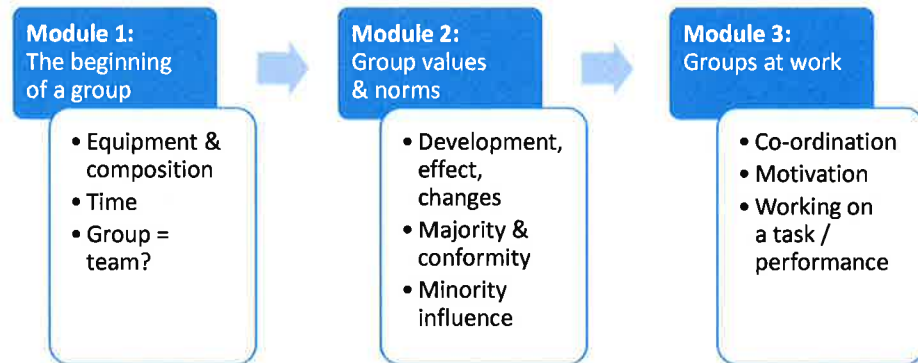 Module 1:
The beginning
of a group
• Equipment &
composition
• Time
• Group =
team?
Module 2:
Group values
& norms
• Development,
effect,
changes
• Majority &
conformity
• Minority
influence
Module 3:
Groups at work
• Co-ordination
• Motivation
• Working on
a task /
performance